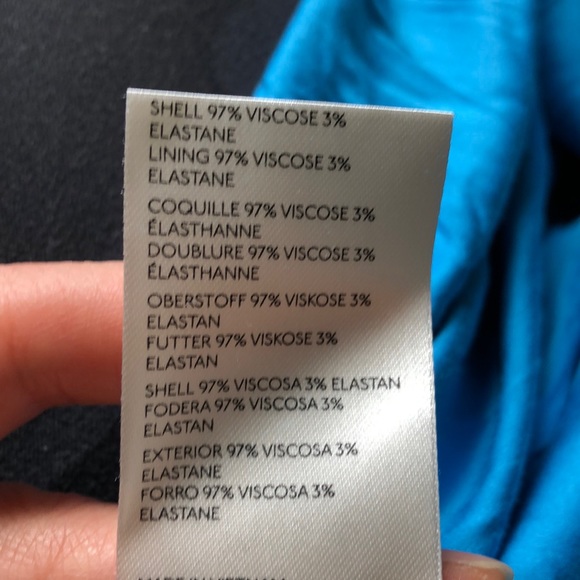 SHELL 97% VISCOSE 3%
ELASTANE
LINING 97% VISCOSE 3%
ELASTANE
COQUILLE 97% VISCOSE 3%
ÉLASTHANNE
DOUBLURE 97% VISCOSE 3%
ÉLASTHANNE
OBERSTOFF 97% VISKOSE 3%
ELASTAN
FUTTER 97% VISKOSE 3%
ELASTAN
SHELL 97% VISCOSA 3% ELASTAN
FODERA 97% VISCOSA 3%
ELASTAN
EXTERIOR 97% VISCOSA 3%
ELASTANE
FORRO 97% VISCOSA 3%
ELASTANE